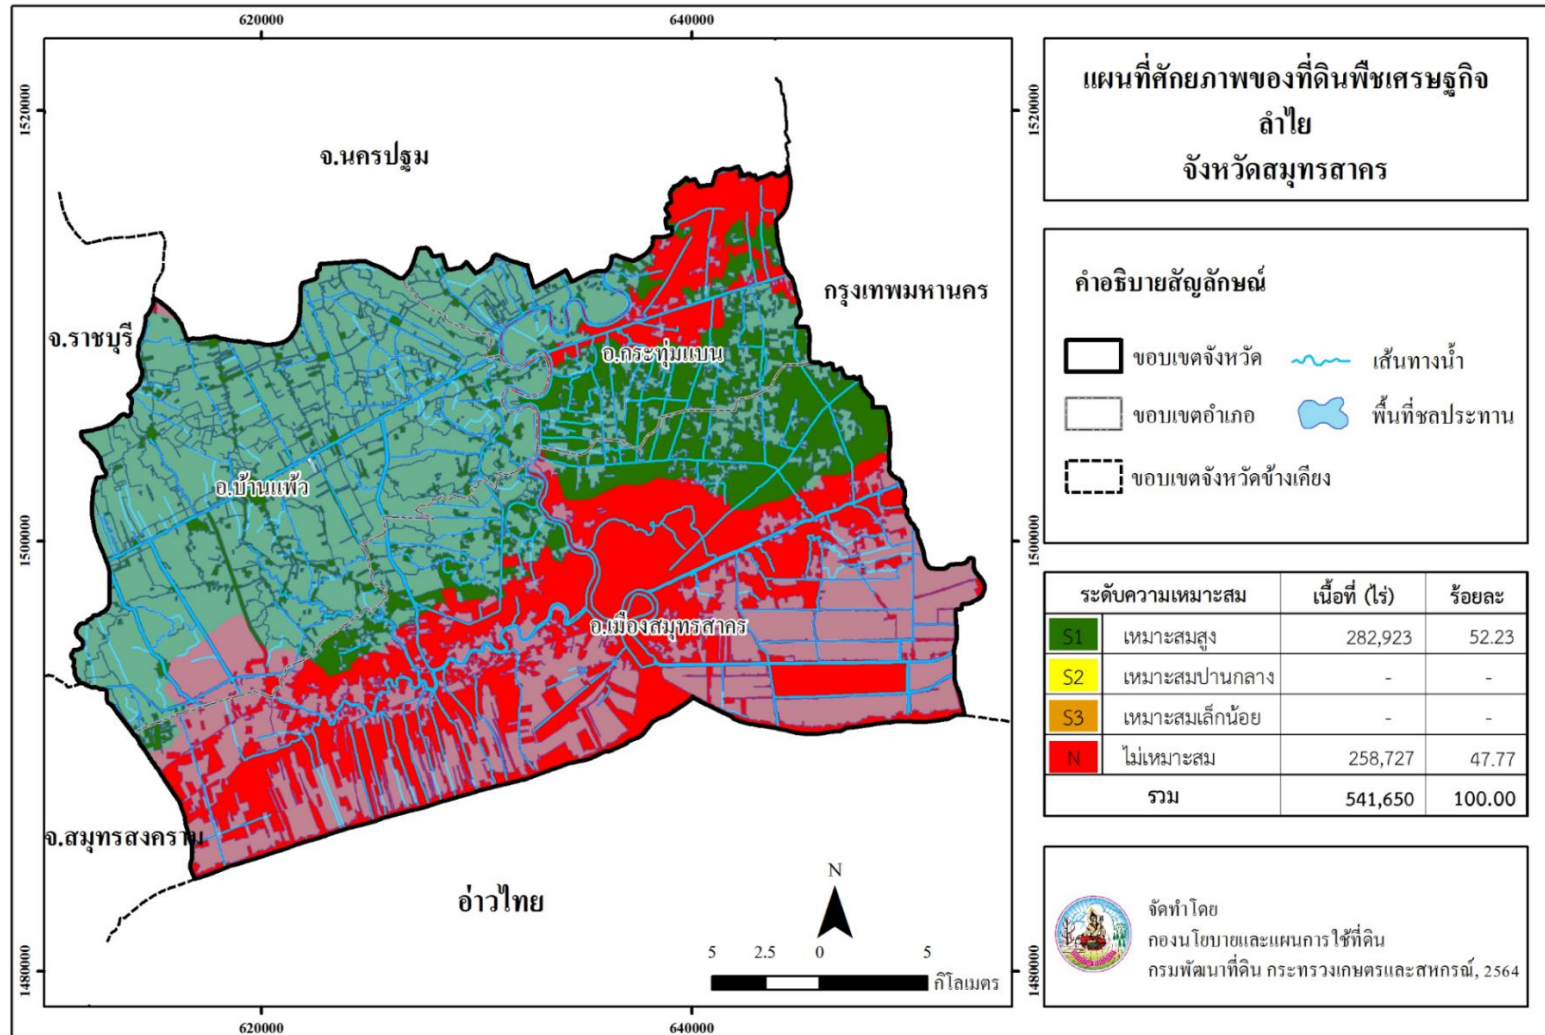 620000
640000
1520000
1520000
1500000
1500000
1480000
1480000
620000
640000
จ.นครปฐม
กรุงเทพมหานคร
จ.ราชบุรี
อ.กระทุ่มแบน
อ.บ้านแพ้ว
อ.เมืองสมุทรสาคร
จ.สมุทรสงคราม
อ่าวไทย
N
5 2.5 0 5
กิโลเมตร
แผนที่ศักยภาพของที่ดินพืชเศรษฐกิจ
ลำไย
จังหวัดสมุทรสาคร
คำอธิบายสัญลักษณ์
ขอบเขตจังหวัด เส้นทางน้ำ
ขอบเขตอำเภอ พื้นที่ชลประทาน
ขอบเขตจังหวัดข้างเคียง
ระดับความเหมาะสม เนื้อที่ (ไร่) ร้อยละ
S1 เหมาะสมสูง 282,923 52.23
S2 เหมาะสมปานกลาง - -
S3 เหมาะสมเล็กน้อย - -
N ไม่เหมาะสม 258,727 47.77
รวม 541,650 100.00
จัดทำโดย
กองนโยบายและแผนการใช้ที่ดิน
กรมพัฒนาที่ดิน กระทรวงเกษตรและสหกรณ์, 2564